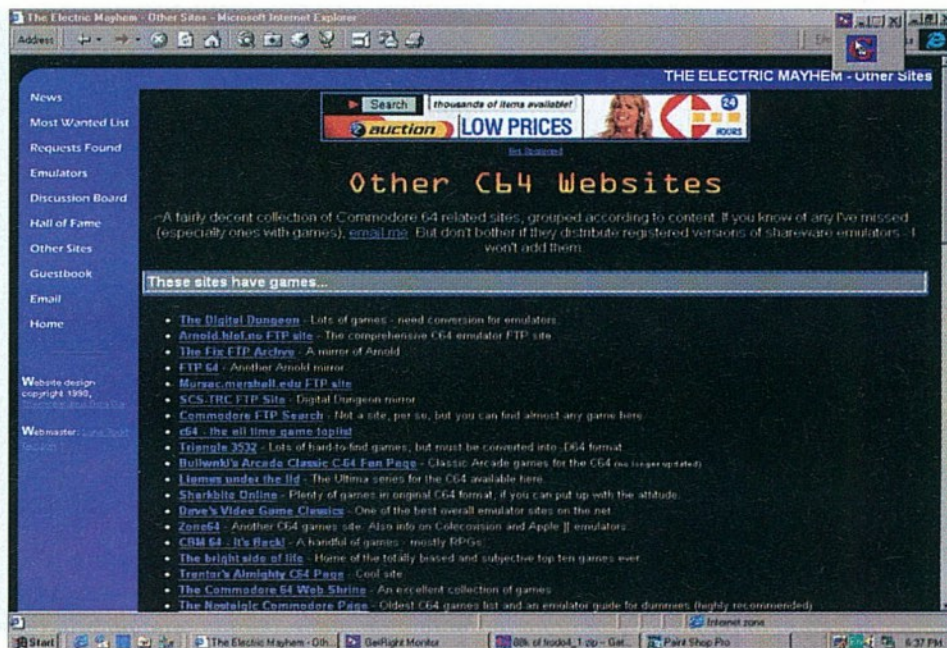 The Electric Mayhem - Other Sites - Microsoft Internet Explorer
Address
THE ELECTRIC MAYHEM - Other Sites
News
Most Wanted List
Requests Found
Emulators
Discussion Board
Hall of Fame
Other Sites
Guestbook
Email
Home
Website design copyright 1998,
Webmaster:
Search
thousands of items available!
auction
LOW PRICES
24
HOURS
Other C64 Websites
~A fairly decent collection of Commodore 64 related sites, grouped according to content. If you know of any I've missed
(especially ones with games), email me. But don't bother if they distribute registered versions of shareware emulators - I
won't add them.
These sites have games...
• The Digital Dungeon - Lots of games - need conversion for emulators.
• Arnold.hiof.no FTP site - The comprehensive C64 emulator FTP site.
• The Fix FTP Archive - A mirror of Arnold
• FTP 64 - Another Arnold mirror.
• Mursac.marshall.edu FTP site
• SCS-TRC FTP Site - Digital Dungeon mirror
• Commodore FTP Search - Not a site, per se, but you can find almost any game here.
• c64 - the all time game toplist
• Triangle 3532 - Lots of hard-to-find games, but must be converted into .D64 format
• Bullwnkl's Arcade Classic C-64 Fan Page - Classic Arcade games for the C64 (no longer updated)
• Llamas under the lid - The Ultima series for the C64 available here.
• Sharkbite Online - Plenty of games in original C64 format, if you can put up with the attitude.
• Dave's Video Game Classics - One of the best overall emulator sites on the net
• Zone64 - Another C64 games site. Also info on Colecovision and Apple ][ emulators.
• CBM 64 - It's Back! - A handful of games - mostly RPGs
• The bright side of life - Home of the totally biased and subjective top ten games ever.
• Trantor's Almighty C64 Page - Cool site
• The Commodore 64 Web Shrine - An excellent collection of games
• The Nostalgic Commodore Page - Oldest C64 games list and an emulator guide for dummies (highly recommended)
Internet zone
Start
The Electric Mayhem - Oth...
GetRight Monitor
88% of frodo4_1.zip - Get...
Paint Shop Pro
6:37 PM